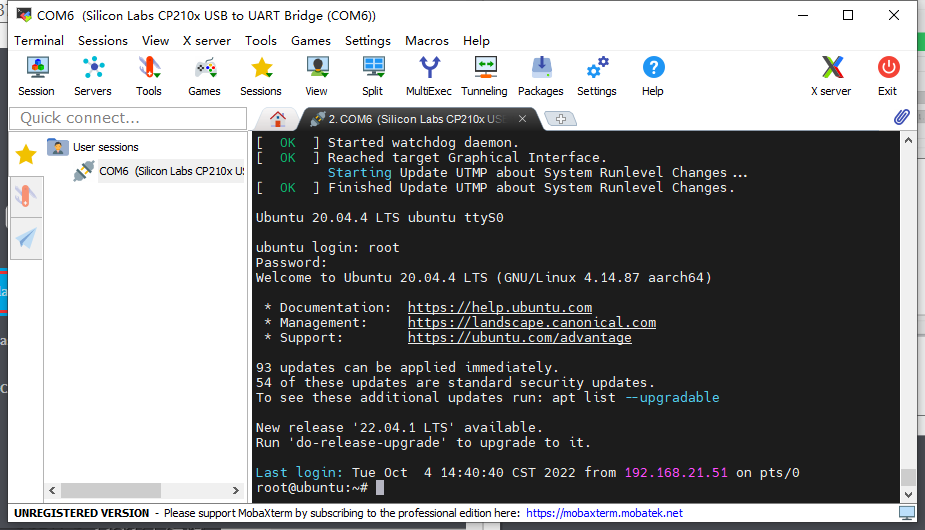 COM6 (Silicon Labs CP210x USB to UART Bridge (COM6))
Terminal Sessions View X server Tools Games Settings Macros Help
Session Servers Tools Games Sessions View Split MultiExec Tunneling Packages Settings Help X server Exit
Quick connect...
2. COM6 (Silicon Labs CP210x US
User sessions
COM6 (Silicon Labs CP210x U
[ OK ] Started watchdog daemon.
[ OK ] Reached target Graphical Interface.
Starting Update UTMP about System Runlevel Changes...
[ OK ] Finished Update UTMP about System Runlevel Changes.
Ubuntu 20.04.4 LTS ubuntu ttyS0
ubuntu login: root
Password:
Welcome to Ubuntu 20.04.4 LTS (GNU/Linux 4.14.87 aarch64)
* Documentation: https://help.ubuntu.com
* Management: https://landscape.canonical.com
* Support: https://ubuntu.com/advantage
93 updates can be applied immediately.
54 of these updates are standard security updates.
To see these additional updates run: apt list --upgradable
New release '22.04.1 LTS' available.
Run 'do-release-upgrade' to upgrade to it.
Last login: Tue Oct 4 14:40:40 CST 2022 from 192.168.21.51 on pts/0
root@ubuntu:~#
UNREGISTERED VERSION - Please support MobaXterm by subscribing to the professional edition here: https://mobaxterm.mobatek.net